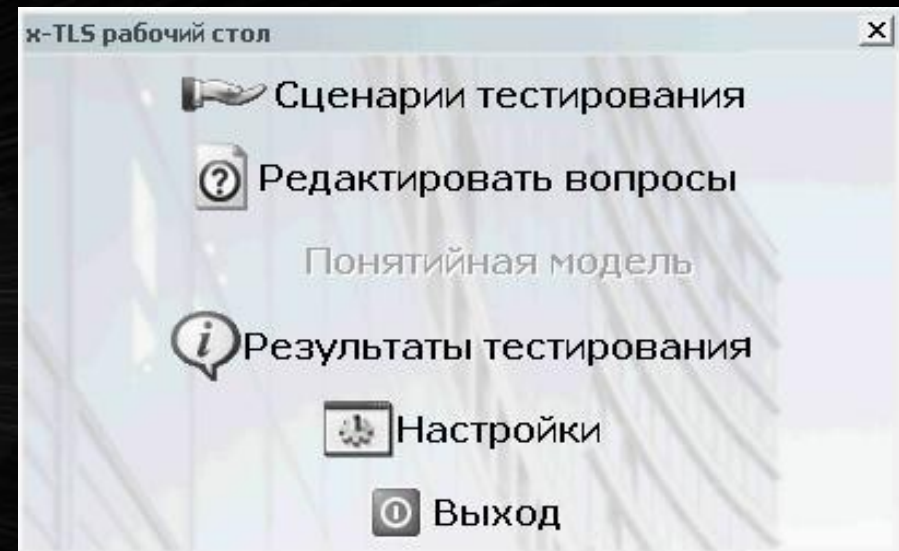 x-TLS рабочий стол
Сценарии тестирования
Редактировать вопросы
Понятийная модель
Результаты тестирования
Настройки
Выход